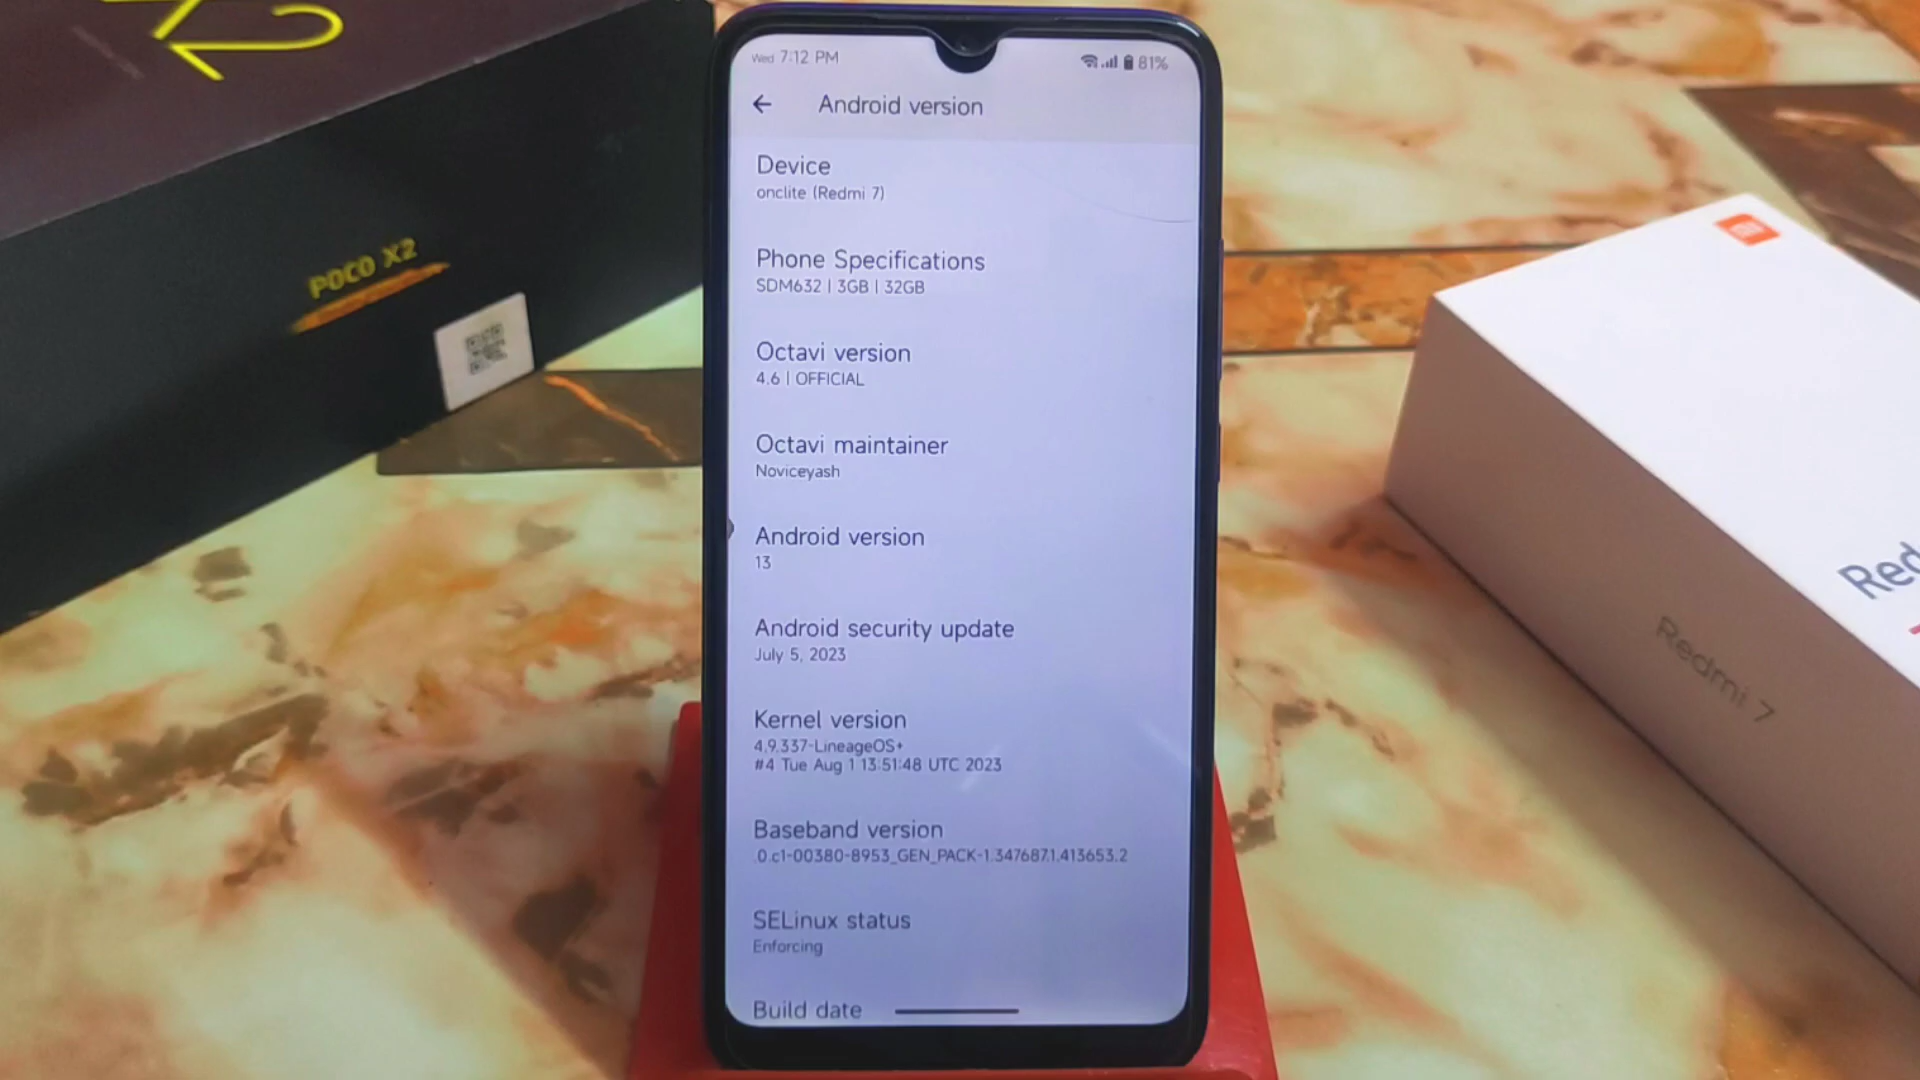 POCO X2
Wed 7:12 PM
81%
Android version
Device
onclite (Redmi 7)
Phone Specifications
SDM632 | 3GB | 32GB
Octavi version
4.6 | OFFICIAL
Octavi maintainer
Noviceyash
Android version
13
Android security update
July 5, 2023
Kernel version
4.9.337-LineageOS+
#4 Tue Aug 1 13:51:48 UTC 2023
Baseband version
.0.c1-00380-8953_GEN_PACK-1.347687.1.413653.2
SELinux status
Enforcing
Build date
Redmi 7